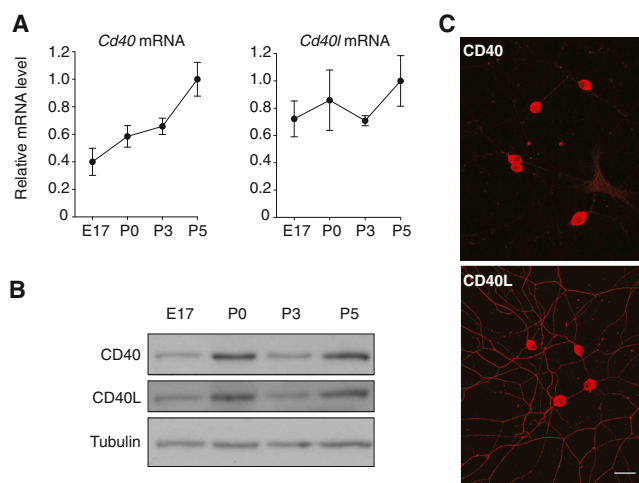 A
Cd40 mRNA
Cd40l mRNA
Relative mRNA level
1.2
1.0
0.8
0.6
0.4
0.2
0
E17 P0 P3 P5
1.2
1.0
0.8
0.6
0.4
0.2
0
E17 P0 P3 P5
B
E17 P0 P3 P5
CD40
CD40L
Tubulin
C
CD40
CD40L